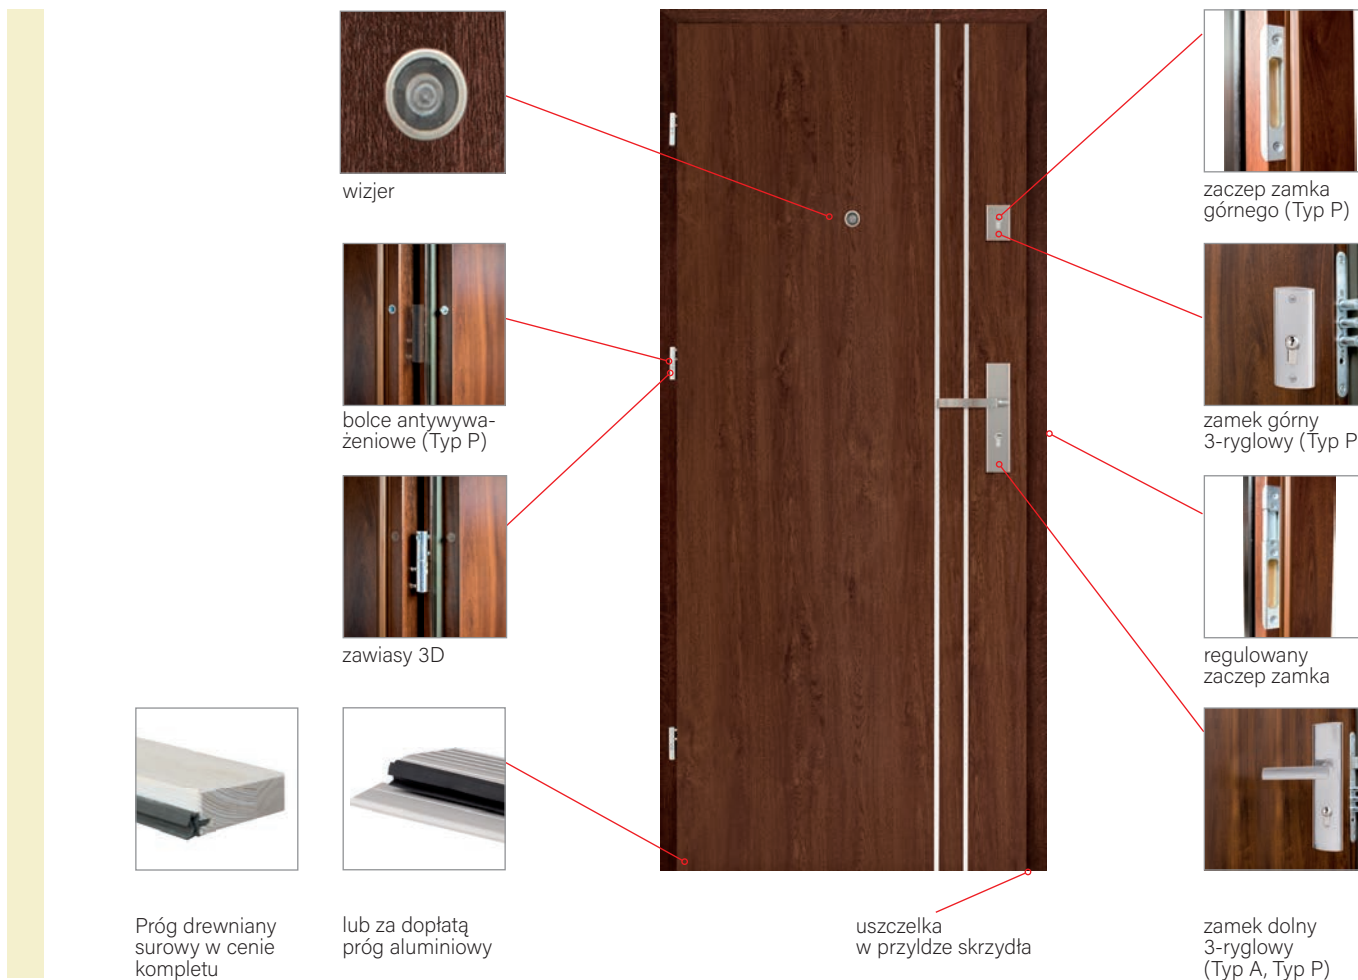 wizjer
bolce antywywa-
żeniowe (Typ P)
zawiasy 3D
Próg drewniany
surowy w cenie
kompletu
lub za dopłatą
próg aluminiowy
uszczelka
w przyldze skrzydła
zaczep zamka
górnego (Typ P)
zamek górny
3-ryglowy (Typ P
regulowany
zaczep zamka
zamek dolny
3-ryglowy
(Typ A, Typ P)